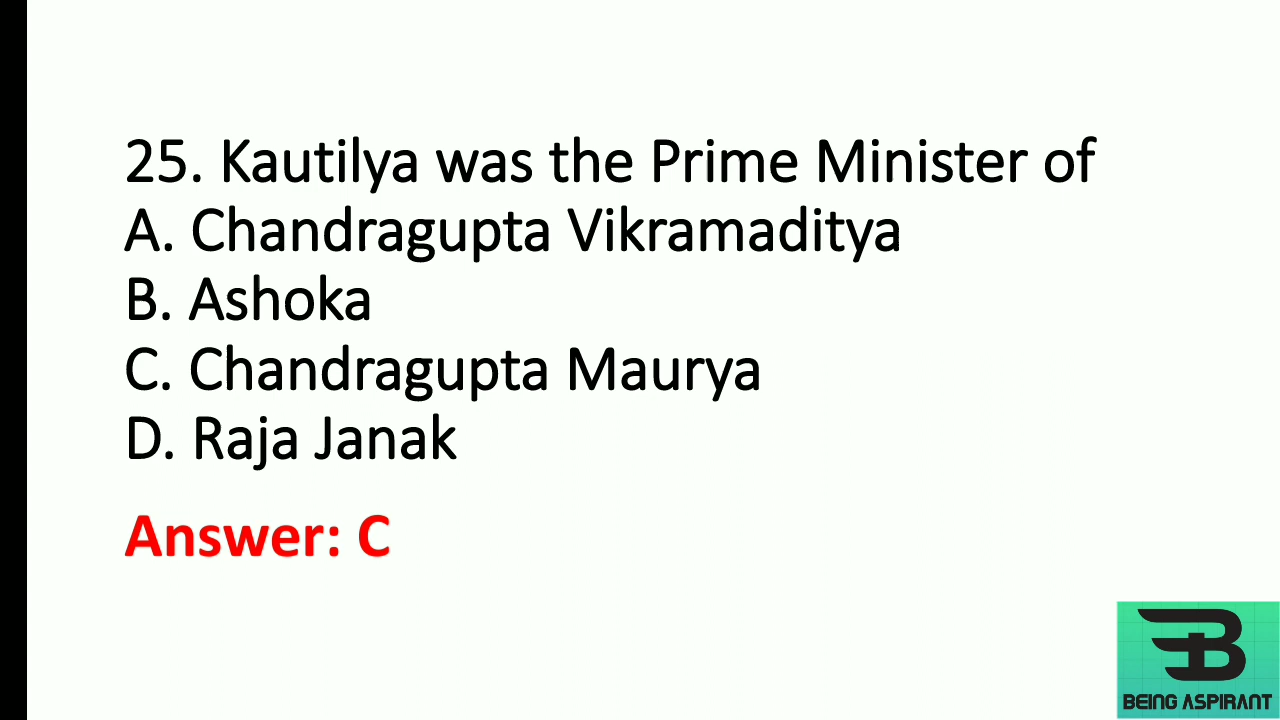 25. Kautilya was the Prime Minister of
A. Chandragupta Vikramaditya
B. Ashoka
C. Chandragupta Maurya
D. Raja Janak
Answer: C
BEING ASPIRANT